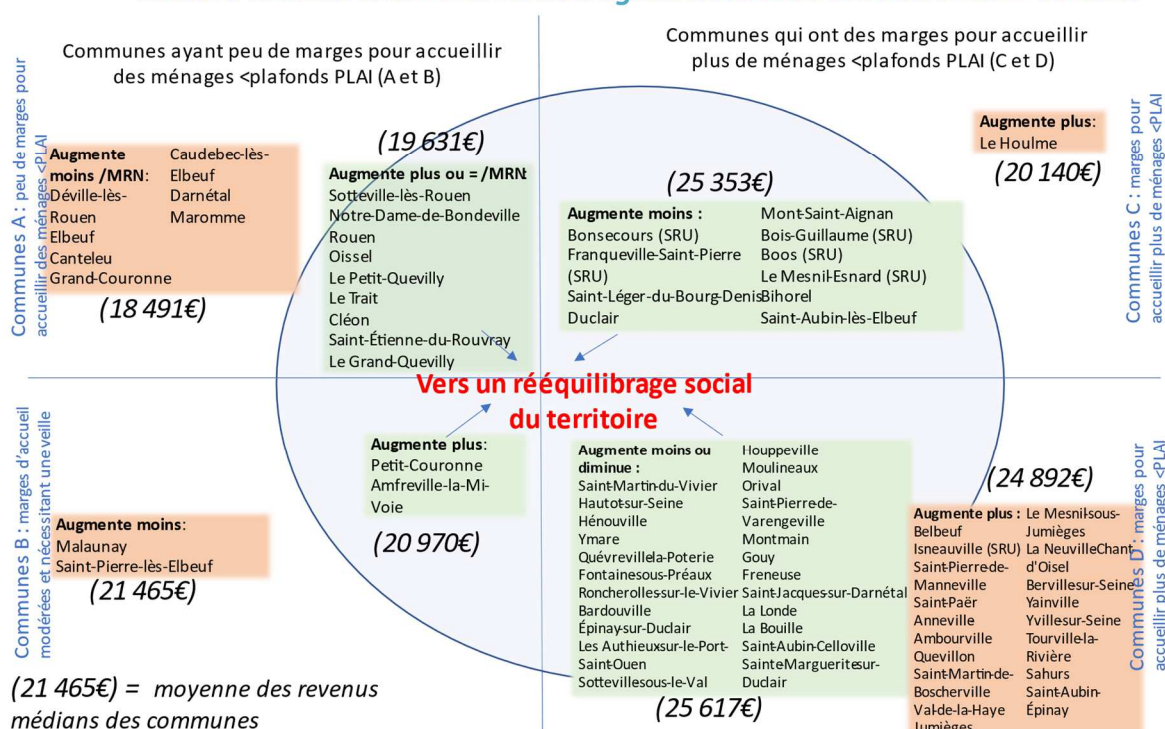 Communes ayant peu de marges pour accueillir
des ménages <plafonds PLAI (A et B)
Communes qui ont des marges pour accueillir
plus de ménages <plafonds PLAI (C et D)
Communes A : peu de marges pour
accueillir des ménages <PLAI
Augmente
moins /MRN:
Déville-lès-
Rouen
Elbeuf
Canteleu
Grand-Couronne
Caudebec-lès-
Elbeuf
Darnétal
Maromme
(18 491€)
(19 631€)
Augmente plus ou = /MRN:
Sotteville-lès-Rouen
Notre-Dame-de-Bondeville
Rouen
Oissel
Le Petit-Quevilly
Le Trait
Cléon
Saint-Étienne-du-Rouvray
Le Grand-Quevilly
(25 353€)
Augmente moins :
Bonsecours (SRU)
Franqueville-Saint-Pierre
(SRU)
Saint-Léger-du-Bourg-Denis
Duclair
Mont-Saint-Aignan
Bois-Guillaume (SRU)
Boos (SRU)
Le Mesnil-Esnard (SRU)
Bihorel
Saint-Aubin-lès-Elbeuf
Augmente plus:
Le Houlme
(20 140€)
Communes C : marges pour
accueillir plus de ménages <PLAI
Vers un rééquilibrage social
du territoire
Communes B : marges d'accueil
modérées et nécessitant une veille
Augmente moins:
Malaunay
Saint-Pierre-lès-Elbeuf
(21 465€)
Augmente plus:
Petit-Couronne
Amfreville-la-Mi-
Voie
(20 970€)
Augmente moins ou
diminue :
Saint-Martin-du-Vivier
Hautot-sur-Seine
Hénouville
Ymare
Quévreville-la-Poterie
Fontaine-sous-Préaux
Roncherolles-sur-le-Vivier
Bardouville
Épinay-sur-Duclair
Les Authieux-sur-le-Port-
Saint-Ouen
Sotteville-sous-le-Val
Houppeville
Moulineaux
Orival
Saint-Pierre-de-
Varengeville
Montmain
Gouy
Freneuse
Saint-Jacques-sur-Darnétal
La Londe
La Bouille
Saint-Aubin-Celloville
Sainte-Marguerite-sur-
Duclair
(25 617€)
(24 892€)
Augmente plus :
Belbeuf
Isneauville (SRU)
Saint-Pierre-de-
Manneville
Saint-Paër
Anneville
Ambourville
Quevillon
Saint-Martin-de-
Boscherville
Val-de-la-Haye
Jumièges
Le Mesnil-sous-
Jumièges
La Neuville-Chant
d'Oisel
Berville-sur-Seine
Yainville
Yville-sur-Seine
Tourville-la-
Rivière
Sahurs
Saint-Aubin-
Épinay
Communes D : marges pour
accueillir plus de ménages <PLAI
(21 465€) = moyenne des revenus
médians des communes